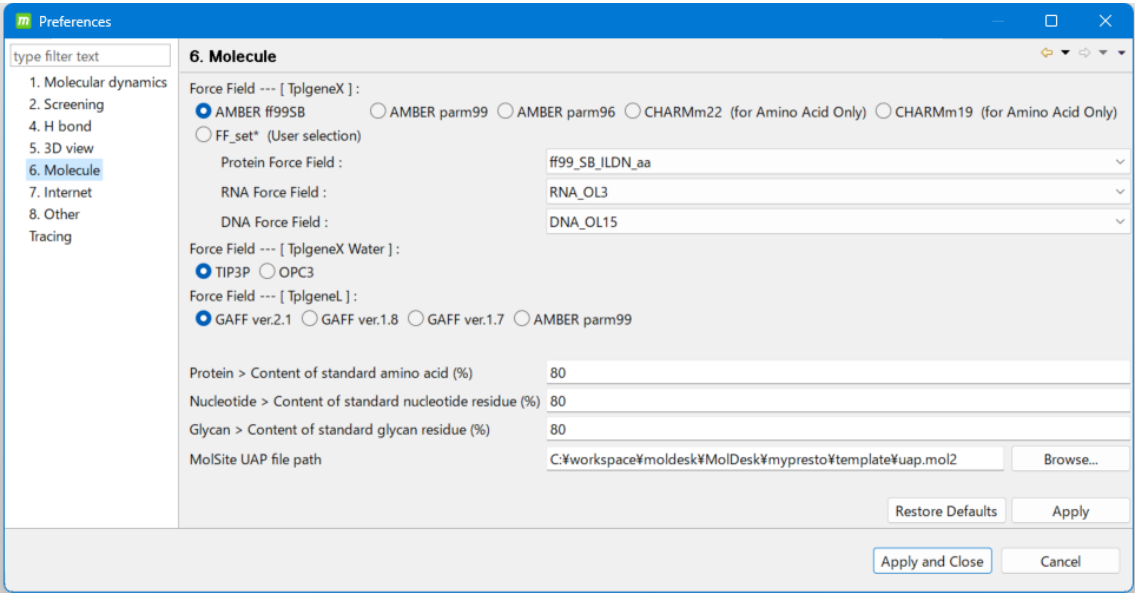 Preferences
type filter text
1. Molecular dynamics
2. Screening
4. H bond
5. 3D view
6. Molecule
7. Internet
8. Other
Tracing
6. Molecule
Force Field --- [ TplgeneX ] :
AMBER ff99SB AMBER parm99 AMBER parm96 CHARMm22 (for Amino Acid Only) CHARMm19 (for Amino Acid Only)
FF_set* (User selection)
Protein Force Field : ff99_SB_ILDN_aa
RNA Force Field : RNA_OL3
DNA Force Field : DNA_OL15
Force Field --- [ TplgeneX Water ] :
TIP3P OPC3
Force Field --- [ TplgeneL ] :
GAFF ver.2.1 GAFF ver.1.8 GAFF ver.1.7 AMBER parm99
Protein > Content of standard amino acid (%) 80
Nucleotide > Content of standard nucleotide residue (%) 80
Glycan > Content of standard glycan residue (%) 80
MolSite UAP file path C:¥workspace¥moldesk¥MolDesk¥mypresto¥template¥uap.mol2 Browse...
Restore Defaults Apply
Apply and Close Cancel